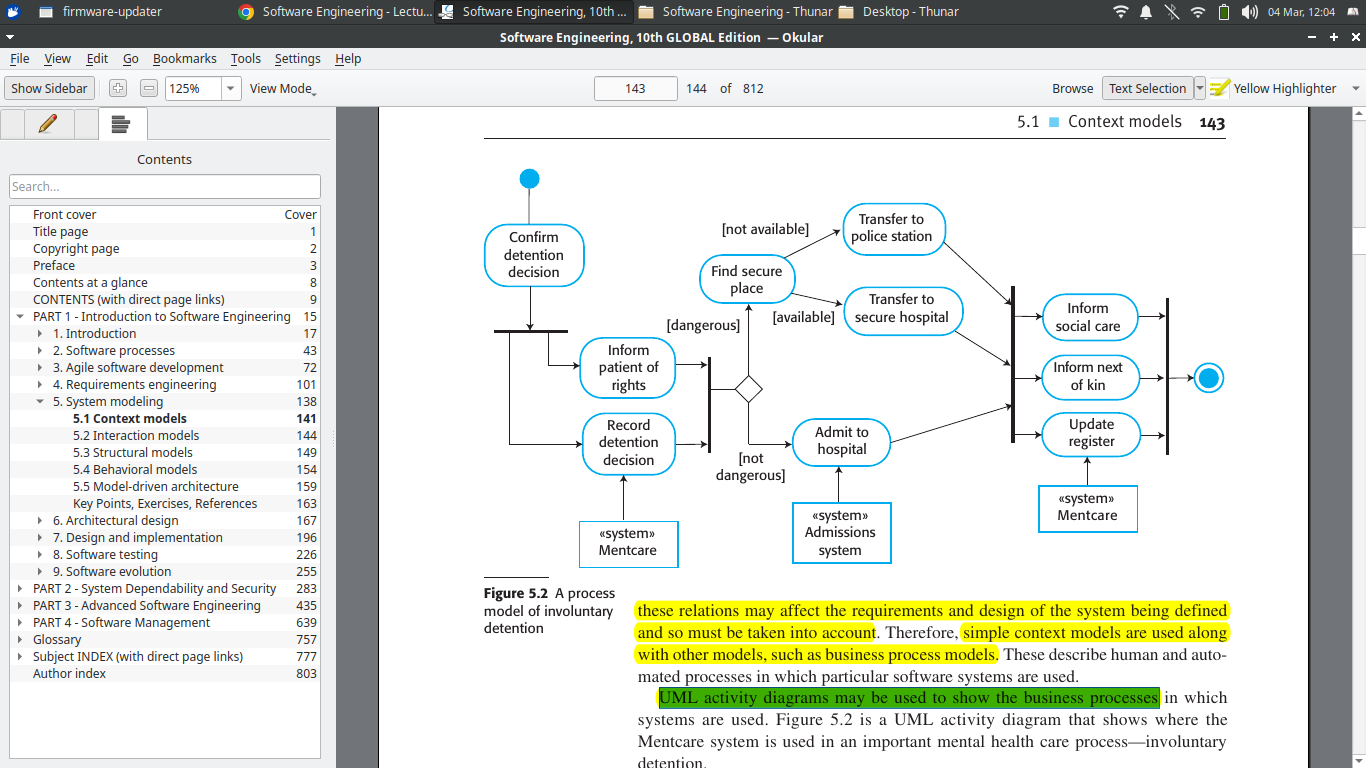 firmware-updater
Software Engineering - Lectu...
Software Engineering, 10th ...
Software Engineering - Thunar
Desktop - Thunar
04 Mar, 12:04
Software Engineering, 10th GLOBAL Edition — Okular
File View Edit Go Bookmarks Tools Settings Help
Show Sidebar 125% View Mode 143 144 of 812 Browse Text Selection Yellow Highlighter
Contents
Search...
Front cover Cover
Title page 1
Copyright page 2
Preface 3
Contents at a glance 8
CONTENTS (with direct page links) 9
PART 1 - Introduction to Software Engineering 15
1. Introduction 17
2. Software processes 43
3. Agile software development 72
4. Requirements engineering 101
5. System modeling 138
5.1 Context models 141
5.2 Interaction models 144
5.3 Structural models 149
5.4 Behavioral models 154
5.5 Model-driven architecture 159
Key Points, Exercises, References 163
6. Architectural design 167
7. Design and implementation 196
8. Software testing 226
9. Software evolution 255
PART 2 - System Dependability and Security 283
PART 3 - Advanced Software Engineering 435
PART 4 - Software Management 639
Glossary 757
Subject INDEX (with direct page links) 777
Author index 803
5.1 Context models 143
Confirm
detention
decision
Inform
patient of
rights
Record
detention
decision
«system»
Mentcare
[not available]
Find secure
place
[dangerous]
[available]
[not
dangerous]
Transfer to
police station
Transfer to
secure hospital
Admit to
hospital
«system»
Admissions
system
Inform
social care
Inform next
of kin
Update
register
«system»
Mentcare
Figure 5.2 A process
model of involuntary
detention
these relations may affect the requirements and design of the system being defined
and so must be taken into account. Therefore, simple context models are used along
with other models, such as business process models. These describe human and auto-
mated processes in which particular software systems are used.
UML activity diagrams may be used to show the business processes in which
systems are used. Figure 5.2 is a UML activity diagram that shows where the
Mentcare system is used in an important mental health care process—involuntary
detention.